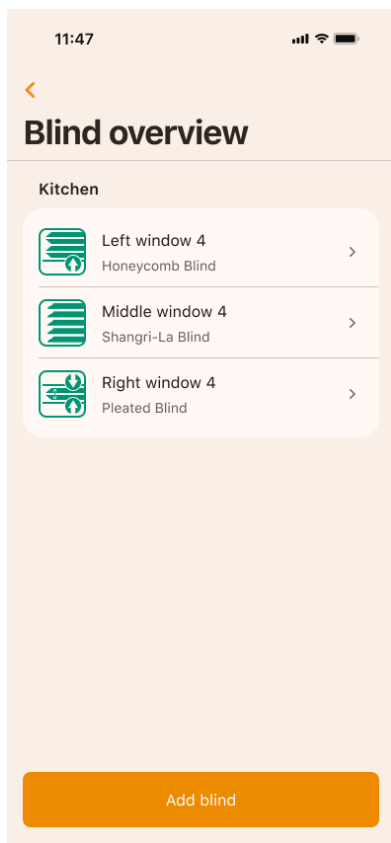 11:47
Blind overview
Kitchen
Left window 4
Honeycomb Blind
Middle window 4
Shangri-La Blind
Right window 4
Pleated Blind
Add blind